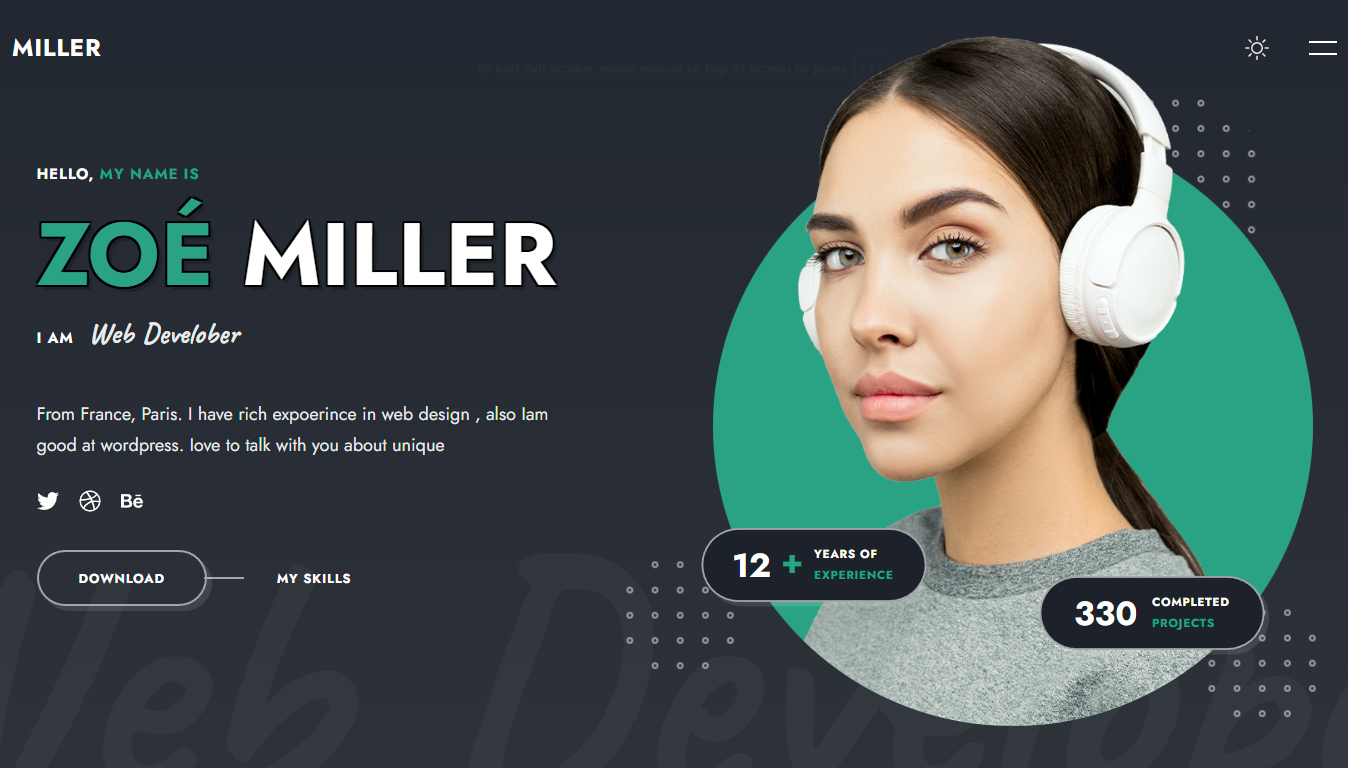 MILLER
To exit full screen, move mouse to top of screen or press F11
HELLO, MY NAME IS
ZOÉ MILLER
I AM Web Develober
From France, Paris. I have rich expoerince in web design , also Iam
good at wordpress. love to talk with you about unique
Bē
DOWNLOAD
MY SKILLS
12 + YEARS OF
EXPERIENCE
330 COMPLETED
PROJECTS
Web Develober